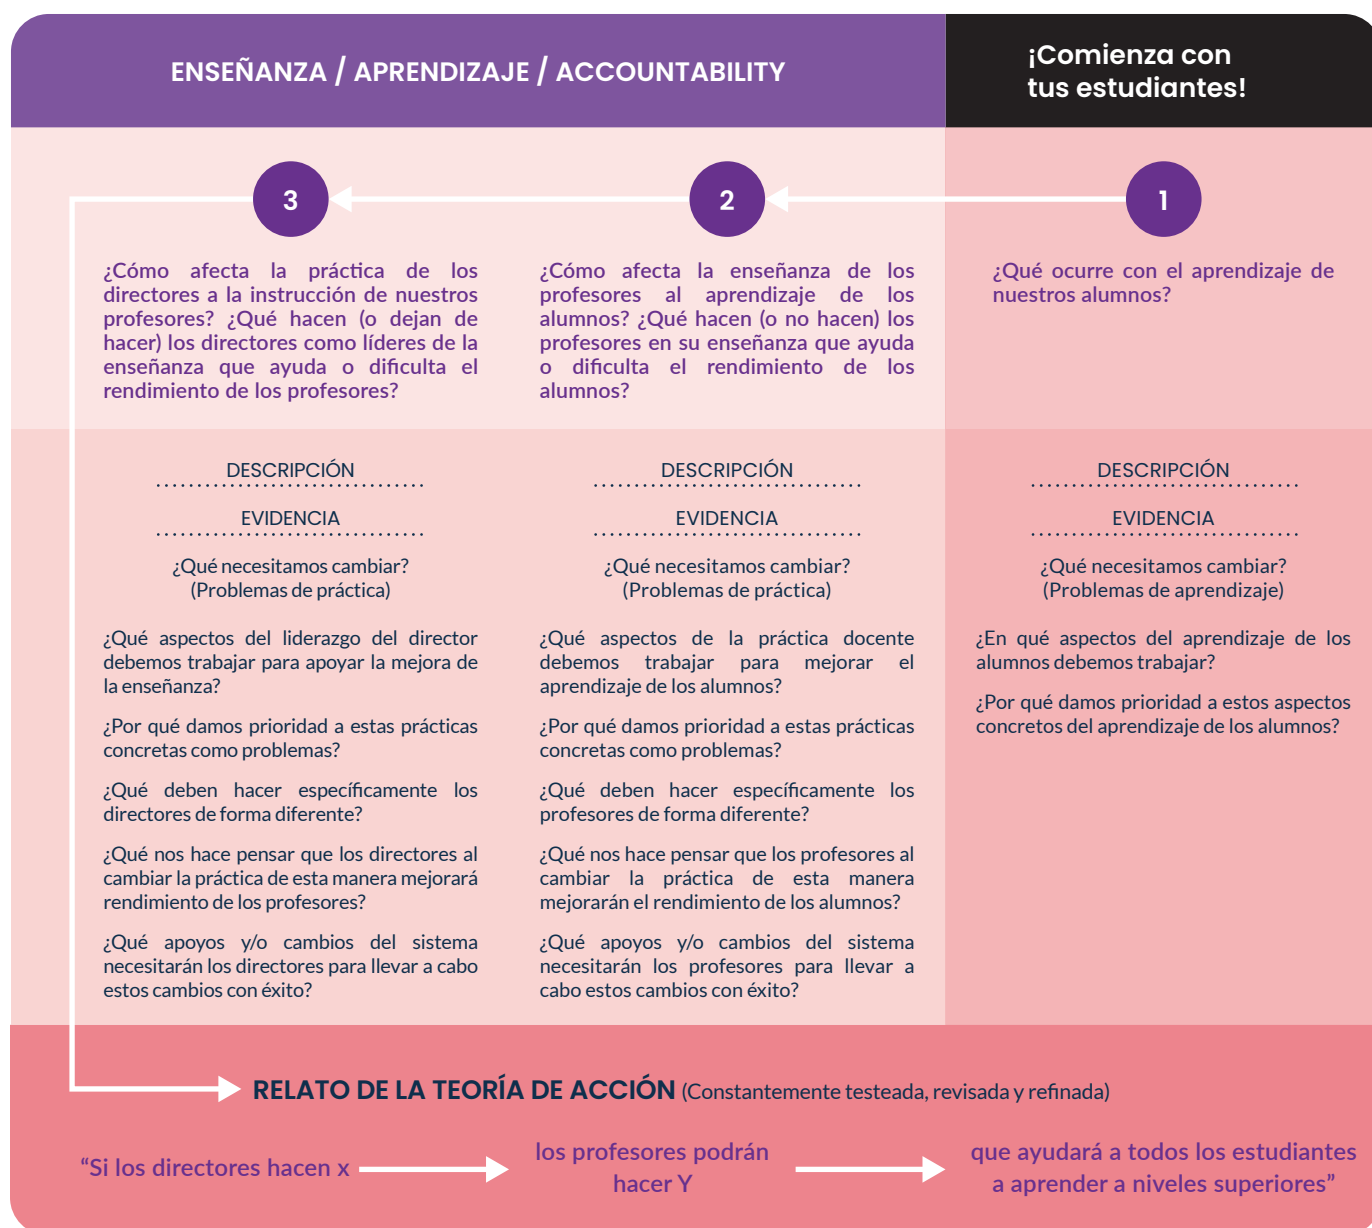 ENSEÑANZA / APRENDIZAJE / ACCOUNTABILITY
¡Comienza con
tus estudiantes!
3
2
1
¿Cómo afecta la práctica de los
directores a la instrucción de nuestros
profesores? ¿Qué hacen (o dejan de
hacer) los directores como líderes de la
enseñanza que ayuda o dificulta el
rendimiento de los profesores?
¿Cómo afecta la enseñanza de los
profesores al aprendizaje de los
alumnos? ¿Qué hacen (o no hacen) los
profesores en su enseñanza que ayuda
o dificulta el rendimiento de los
alumnos?
¿Qué ocurre con el aprendizaje de
nuestros alumnos?
DESCRIPCIÓN
EVIDENCIA
¿Qué necesitamos cambiar?
(Problemas de práctica)
¿Qué aspectos del liderazgo del director
debemos trabajar para apoyar la mejora de
la enseñanza?
¿Por qué damos prioridad a estas prácticas
concretas como problemas?
¿Qué deben hacer específicamente los
directores de forma diferente?
¿Qué nos hace pensar que los directores al
cambiar la práctica de esta manera mejorará
rendimiento de los profesores?
¿Qué apoyos y/o cambios del sistema
necesitarán los directores para llevar a cabo
estos cambios con éxito?
DESCRIPCIÓN
EVIDENCIA
¿Qué necesitamos cambiar?
(Problemas de práctica)
¿Qué aspectos de la práctica docente
debemos trabajar para mejorar el
aprendizaje de los alumnos?
¿Por qué damos prioridad a estas prácticas
concretas como problemas?
¿Qué deben hacer específicamente los
profesores de forma diferente?
¿Qué nos hace pensar que los profesores al
cambiar la práctica de esta manera
mejorarán el rendimiento de los alumnos?
¿Qué apoyos y/o cambios del sistema
necesitarán los profesores para llevar a
cabo estos cambios con éxito?
DESCRIPCIÓN
EVIDENCIA
¿Qué necesitamos cambiar?
(Problemas de aprendizaje)
¿En qué aspectos del aprendizaje de los
alumnos debemos trabajar?
¿Por qué damos prioridad a estos aspectos
concretos del aprendizaje de los alumnos?
RELATO DE LA TEORÍA DE ACCIÓN (Constantemente testeada, revisada y refinada)
“Si los directores hacen x
los profesores podrán
hacer Y
que ayudará a todos los estudiantes
a aprender a niveles superiores”